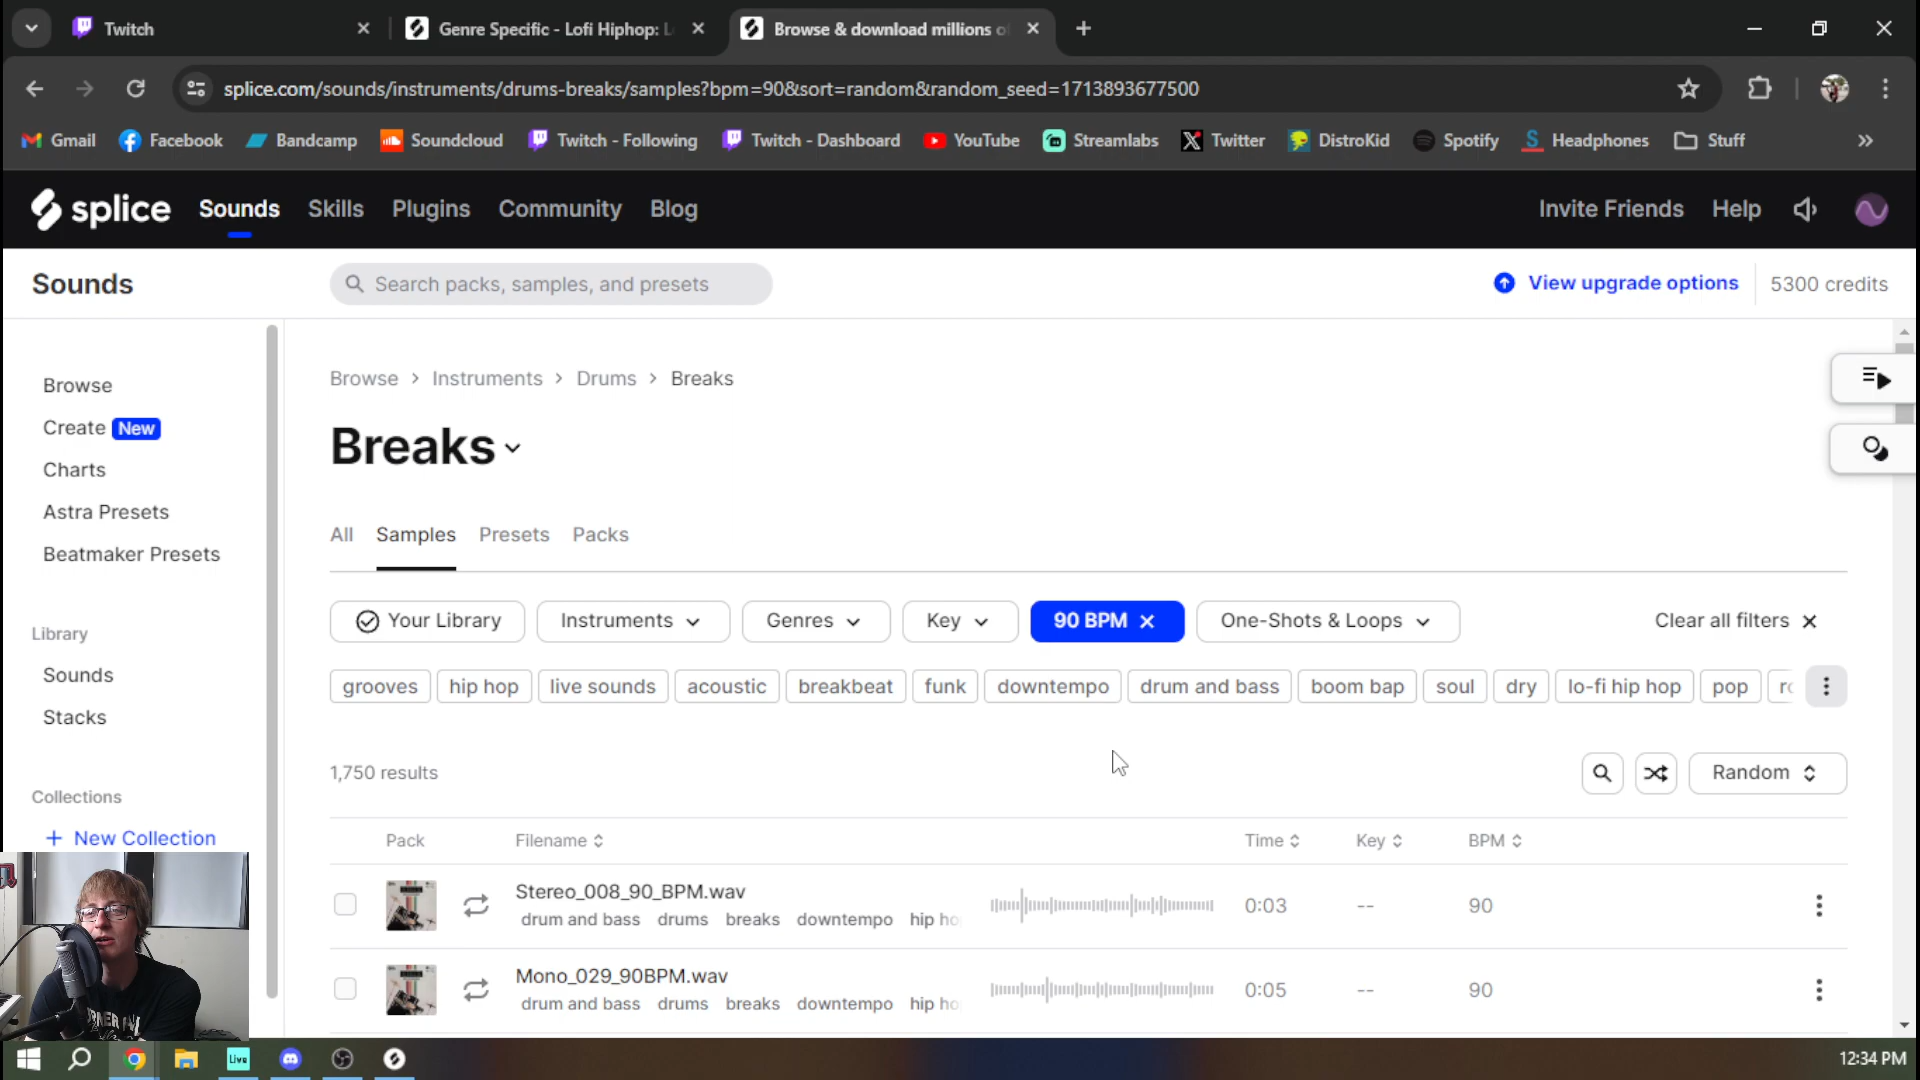 Twitch
Genre Specific - Lofi Hiphop: L
Browse & download millions o
splice.com/sounds/instruments/drums-breaks/samples?bpm=90&sort=random&random_seed=1713893677500
Gmail Facebook Bandcamp Soundcloud Twitch - Following Twitch - Dashboard YouTube Streamlabs Twitter DistroKid Spotify Headphones Stuff
splice Sounds Skills Plugins Community Blog Invite Friends Help
Sounds Search packs, samples, and presets View upgrade options 5300 credits
Browse
Create New
Charts
Astra Presets
Beatmaker Presets
Library
Sounds
Stacks
Collections
+ New Collection
Browse > Instruments > Drums > Breaks
Breaks
All Samples Presets Packs
Your Library Instruments Genres Key 90 BPM One-Shots & Loops Clear all filters
grooves hip hop live sounds acoustic breakbeat funk downtempo drum and bass boom bap soul dry lo-fi hip hop pop
1,750 results Random
Pack Filename Time Key BPM
Stereo_008_90_BPM.wav
drum and bass drums breaks downtempo hip ho
0:03 -- 90
Mono_029_90BPM.wav
drum and bass drums breaks downtempo hip ho
0:05 -- 90
Live
12:34 PM